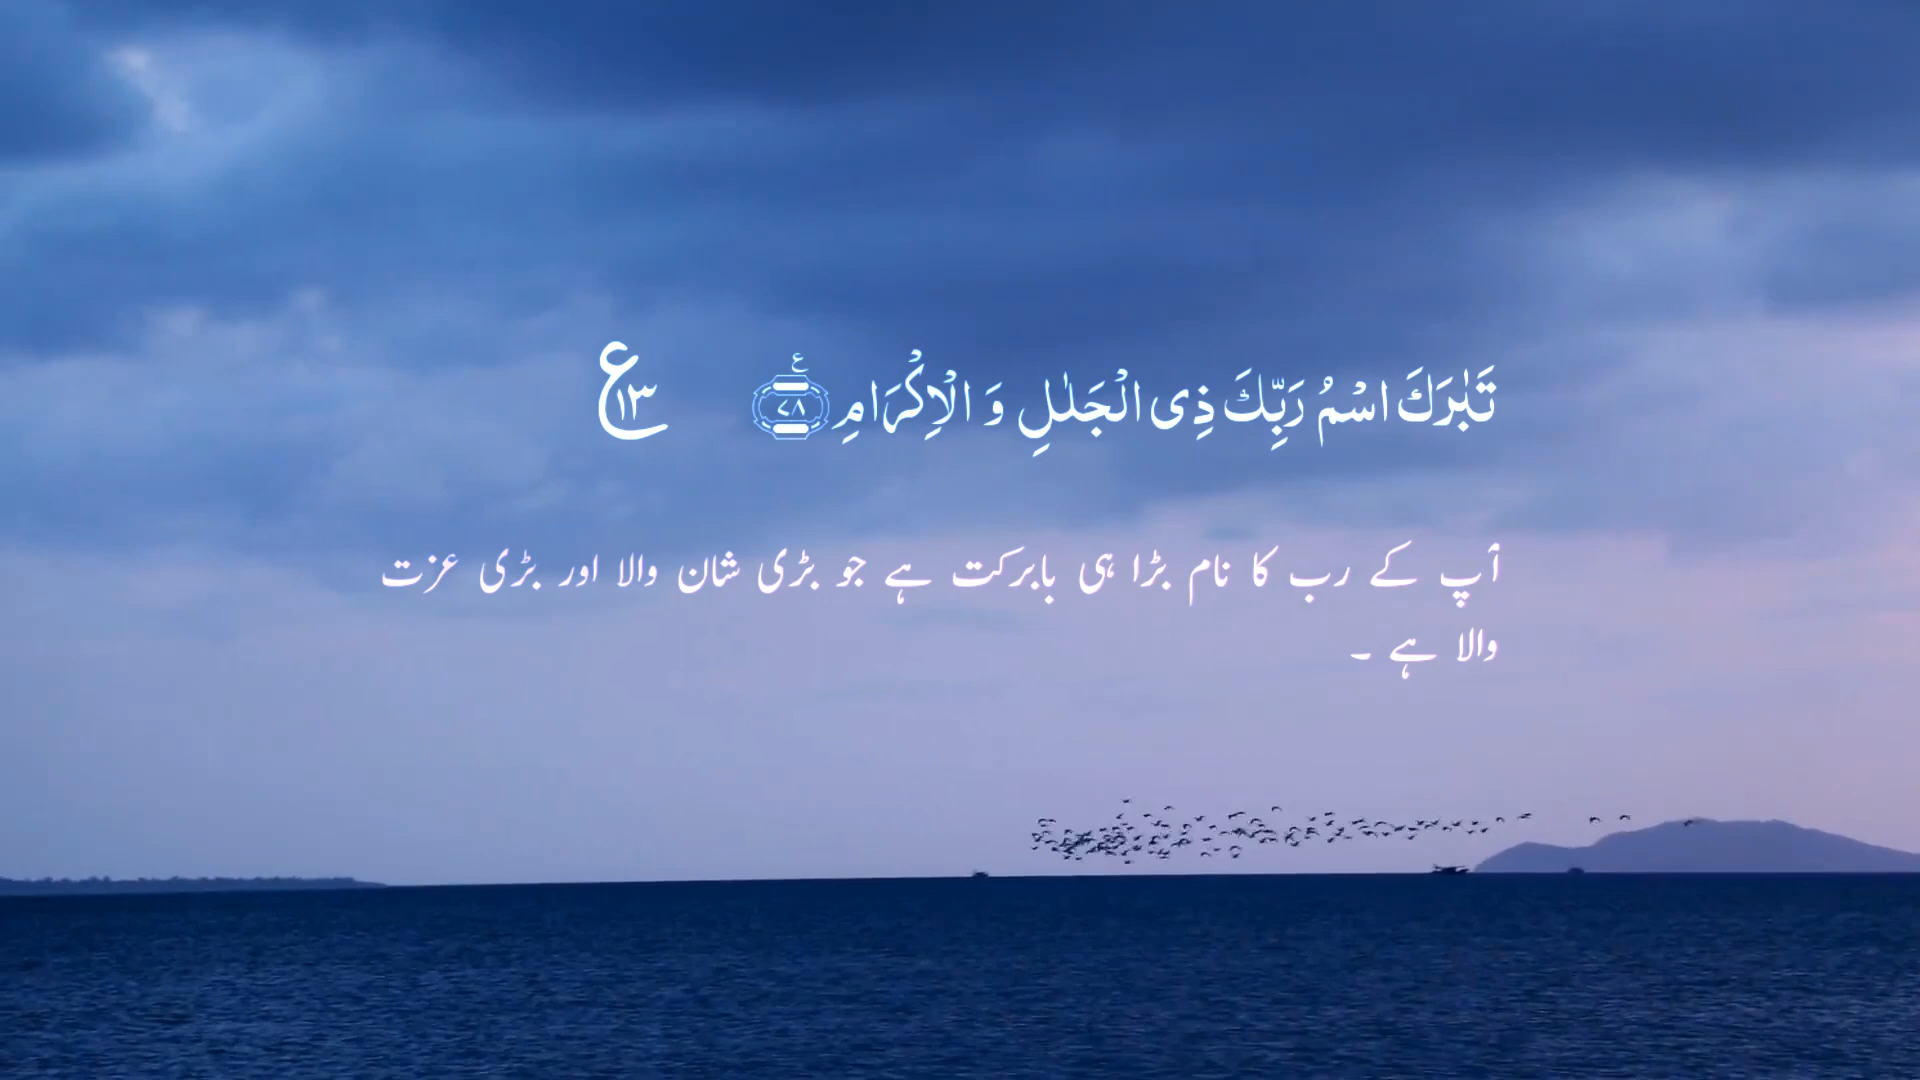 تَبٰرَكَ اسْمُ رَبِّكَ ذِی الْجَلٰلِ وَ الْاِكْرَامِ ۧ﴿۷۸﴾ ع ۱۳
آپ کے رب کا نام بڑا ہی بابرکت ہے جو بڑی شان والا اور بڑی عزت
والا ہے ۔